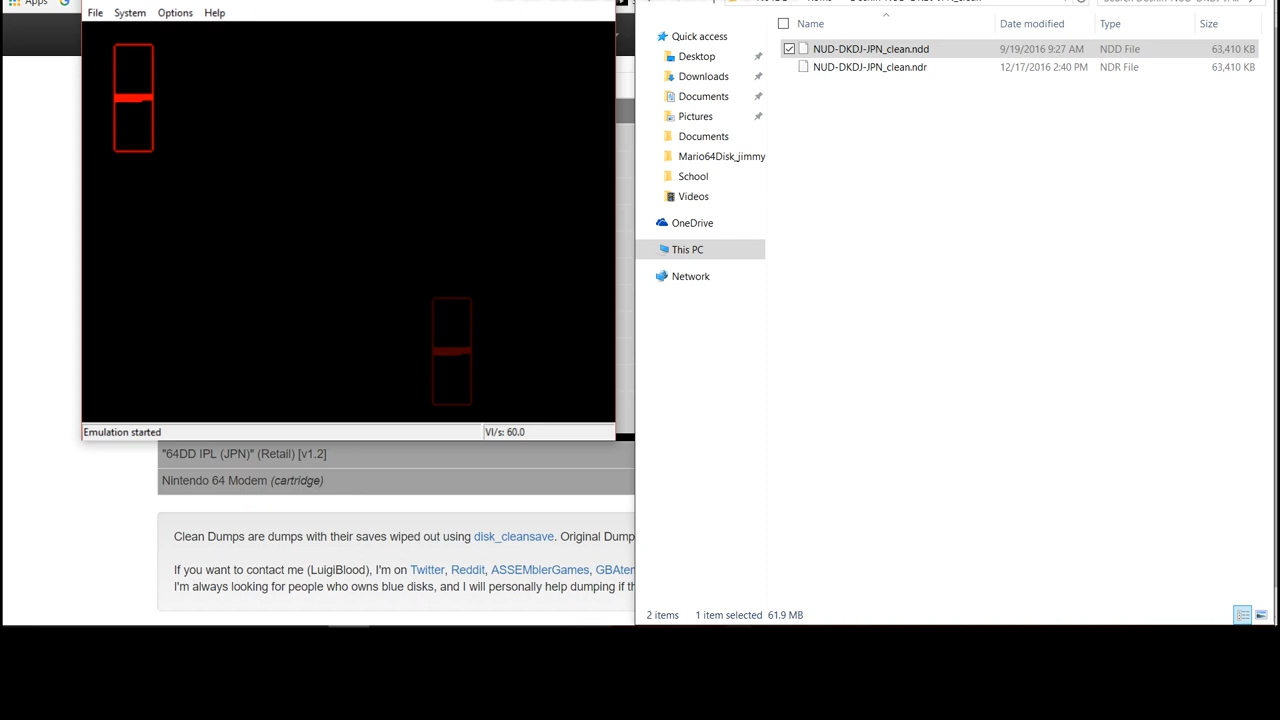 Apps
File System Options Help
Emulation started VI/s: 60.0
"64DD IPL (JPN)" (Retail) [v1.2]
Nintendo 64 Modem (cartridge)
Clean Dumps are dumps with their saves wiped out using disk_cleansave. Original Dump
If you want to contact me (LuigiBlood), I'm on Twitter, Reddit, ASSEMblerGames, GBAten
I'm always looking for people who owns blue disks, and I will personally help dumping if th
Name Date modified Type Size
NUD-DKDJ-JPN_clean.ndd 9/19/2016 9:27 AM NDD File 63,410 KB
NUD-DKDJ-JPN_clean.ndr 12/17/2016 2:40 PM NDR File 63,410 KB
Quick access
Desktop
Downloads
Documents
Pictures
Documents
Mario64Disk_jimmy
School
Videos
OneDrive
This PC
Network
2 items 1 item selected 61.9 MB